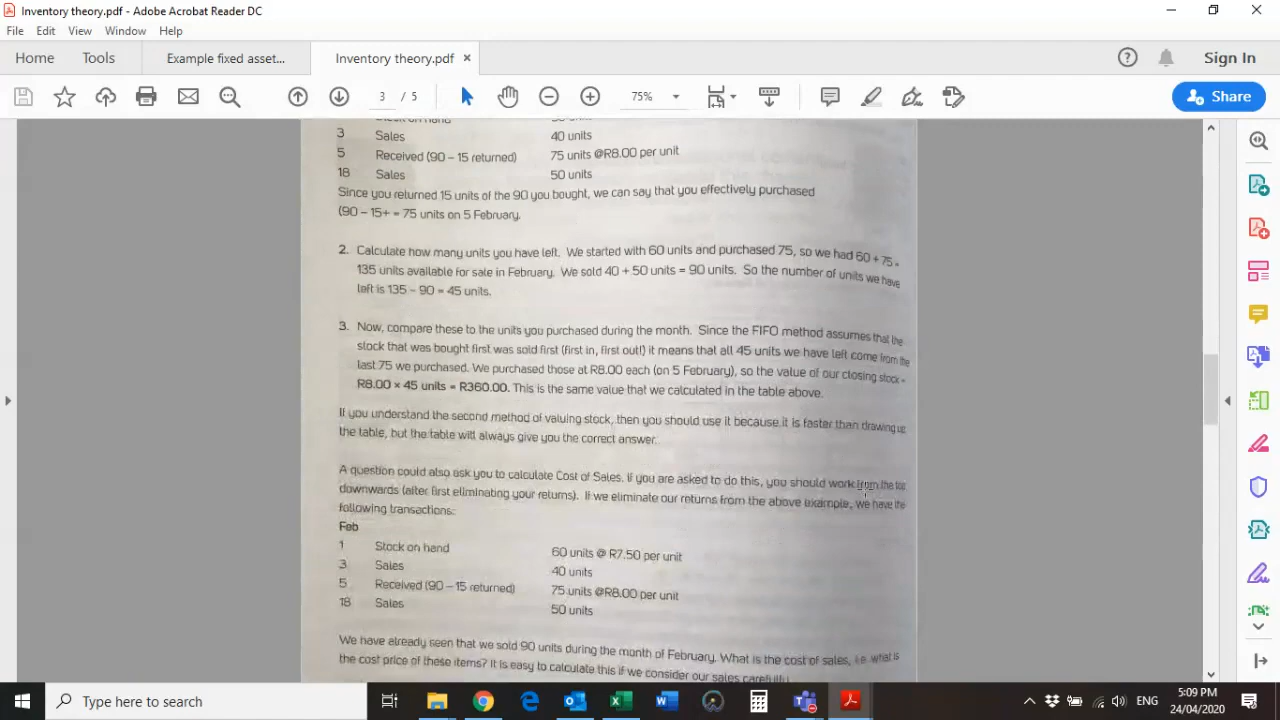 Inventory theory.pdf - Adobe Acrobat Reader DC
File Edit View Window Help
Home Tools Example fixed asset... Inventory theory.pdf × Sign In
3 / 5 75% Share
3 Sales 40 units
5 Received (90 – 15 returned) 75 units @R8.00 per unit
18 Sales 50 units
Since you returned 15 units of the 90 you bought, we can say that you effectively purchased
(90 – 15+ = 75 units on 5 February.
2. Calculate how many units you have left. We started with 60 units and purchased 75, so we had 60 + 75 =
135 units available for sale in February. We sold 40 + 50 units = 90 units. So the number of units we have
left is 135 – 90 = 45 units.
3. Now, compare these to the units you purchased during the month. Since the FIFO method assumes that the
stock that was bought first was sold first (first in, first out!) it means that all 45 units we have left come from the
last 75 we purchased. We purchased those at R8.00 each (on 5 February), so the value of our closing stock =
R8.00 × 45 units = R360.00. This is the same value that we calculated in the table above.
If you understand the second method of valuing stock, then you should use it because it is faster than drawing up
the table, but the table will always give you the correct answer.
A question could also ask you to calculate Cost of Sales. If you are asked to do this, you should work from the top
downwards (after first eliminating your returns). If we eliminate our returns from the above example, we have the
following transactions:
Feb
1 Stock on hand 60 units @ R7.50 per unit
3 Sales 40 units
5 Received (90 – 15 returned) 75 units @R8.00 per unit
18 Sales 50 units
We have already seen that we sold 90 units during the month of February. What is the cost of sales, i.e. what is
the cost price of these items? It is easy to calculate this if we consider our sales carefully
Type here to search
ENG
5:09 PM
24/04/2020